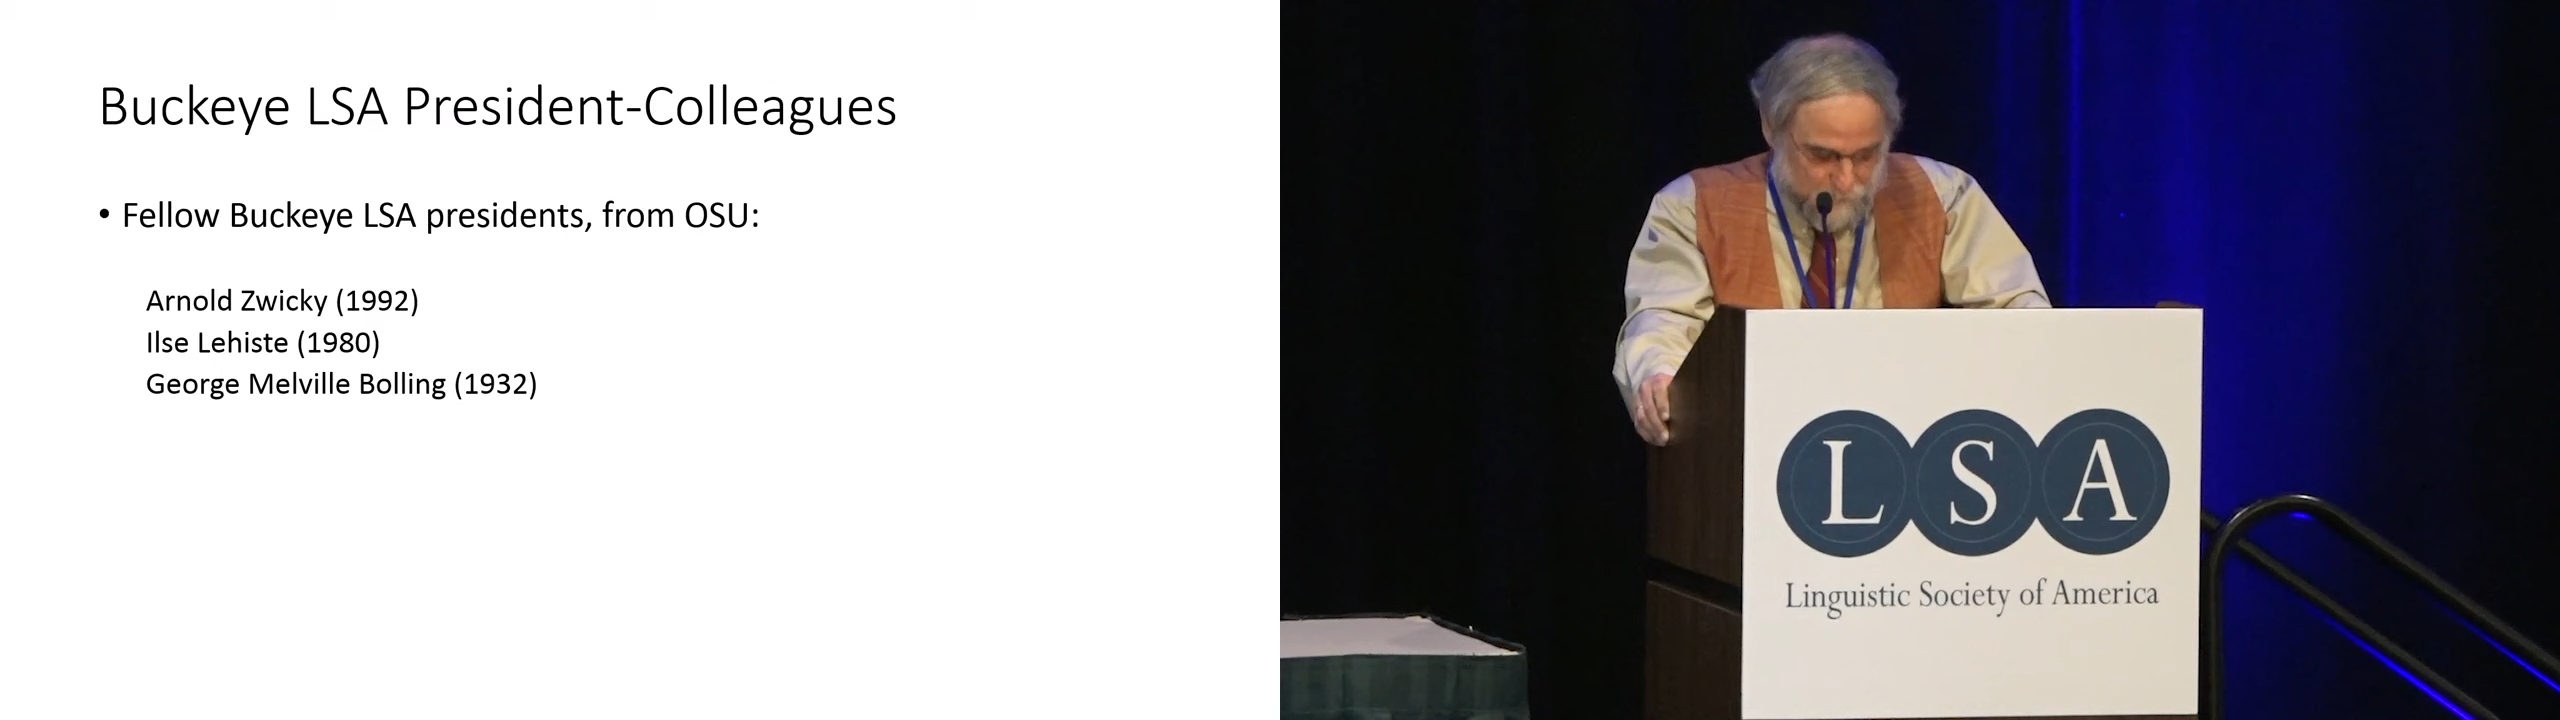 Buckeye LSA President-Colleagues
• Fellow Buckeye LSA presidents, from OSU:
Arnold Zwicky (1992)
Ilse Lehiste (1980)
George Melville Bolling (1932)
LSA
Linguistic Society of America